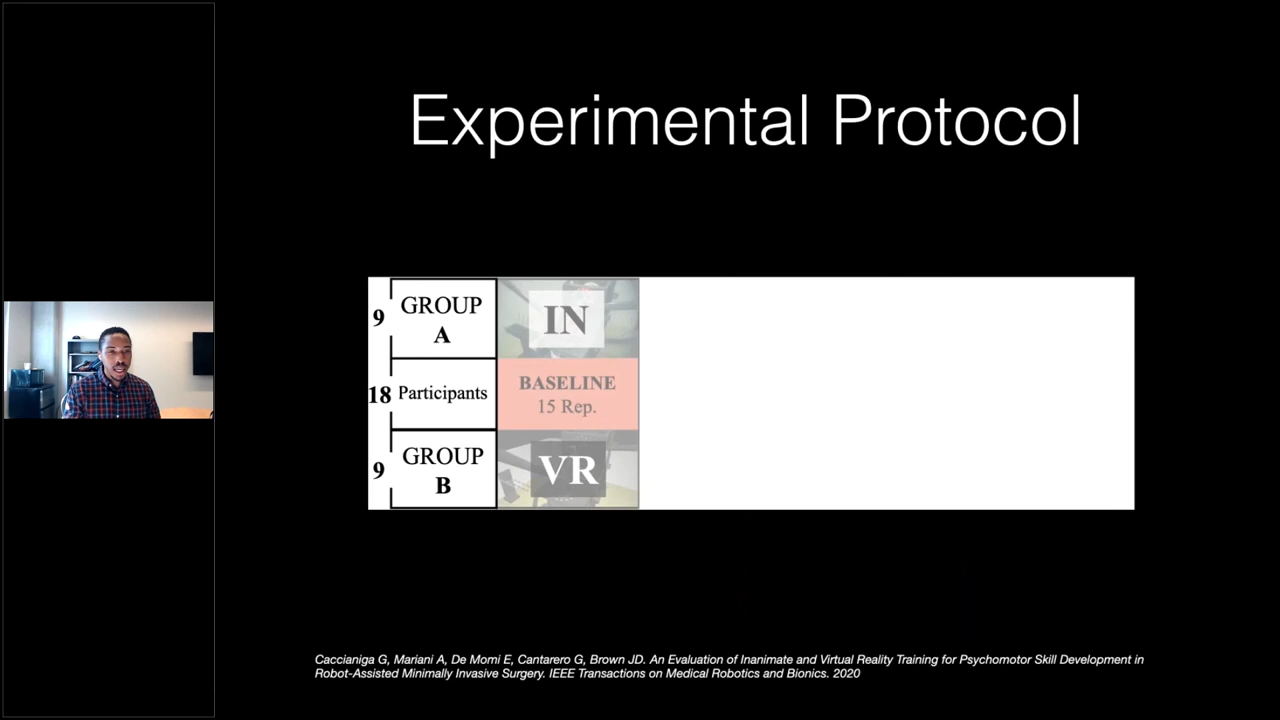 Experimental Protocol
9
GROUP
A
IN
18
Participants
BASELINE
15 Rep.
9
GROUP
B
VR
Caccianiga G, Mariani A, De Momi E, Cantarero G, Brown JD. An Evaluation of Inanimate and Virtual Reality Training for Psychomotor Skill Development in
Robot-Assisted Minimally Invasive Surgery. IEEE Transactions on Medical Robotics and Bionics. 2020